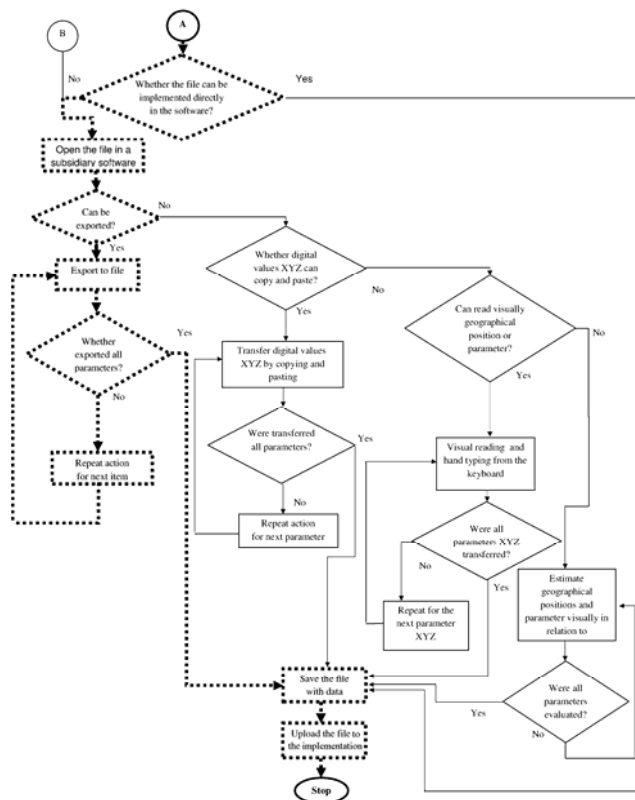 B
A
No
Yes
Whether the file can be
implemented directly
in the software?
Open the file in a
subsidiary software
Can be
exported?
No
Yes
Export to file
Whether digital
values XYZ can
copy and paste?
No
Yes
Can read visually
geographical
position or
parameter?
No
Yes
Whether
exported all
parameters?
Yes
No
Transfer digital values
XYZ by copying and
pasting
Were transferred
all parameters?
Yes
No
Repeat action
for next item
Repeat action
for next parameter
Visual reading and
hand typing from the
keyboard
Were all
parameters XYZ
transferred?
No
Yes
Repeat for the
next parameter
XYZ
Estimate
geographical
positions and
parameter visually in
relation to
Were all
parameters
evaluated?
Yes
No
Save the file
with data
Upload the file to
the implementation
Stop